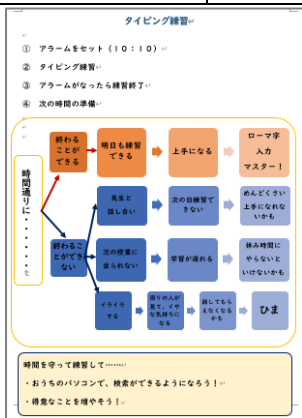 タイピング練習
① アラームをセット（１０：１０）
② タイピング練習
③ アラームがなったら練習終了
④ 次の時間の準備
時間通りに・・・・・・・を
終わる
ことが
できる
明日も練習
できる
上手になる
ローマ字
入力
マスター！
終わるこ
とができ
ない
先生と
話し合い
次の日練習で
きない
めんどくさい
上手になれな
いかも
次の授業に
出られない
学習が遅れる
休み時間に
やらないと
いけないかも
イライラ
する
周りの人が
見て、イヤ
な気持ちに
なる
話してもら
えなくなる
かも
ひま
時間を守って練習して……
・おうちのパソコンで、検索ができるようになろう！
・得意なことを増やそう！